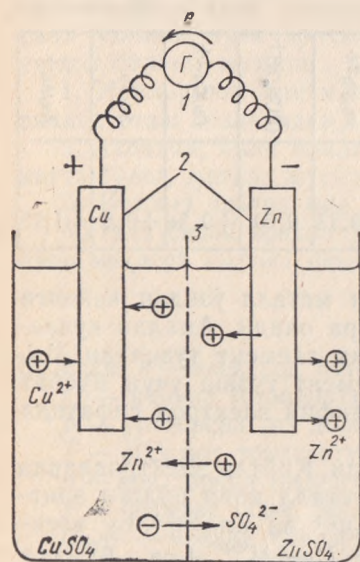 e
Г
1
+ 2 −
Cu Zn
3
Cu²⁺
Zn²⁺
Zn²⁺
SO₄²⁻
CuSO₄ ZnSO₄